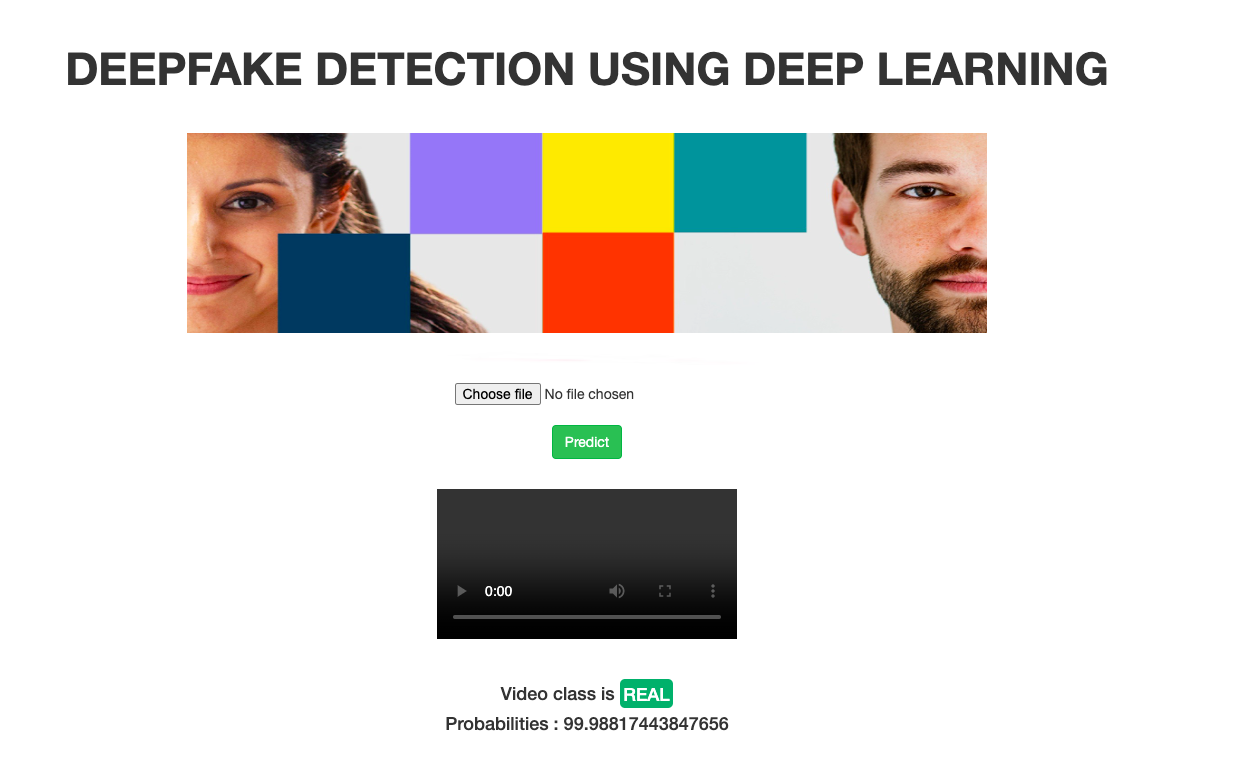 DEEPFAKE DETECTION USING DEEP LEARNING
Choose file No file chosen
Predict
0:00
Video class is REAL
Probabilities : 99.98817443847656